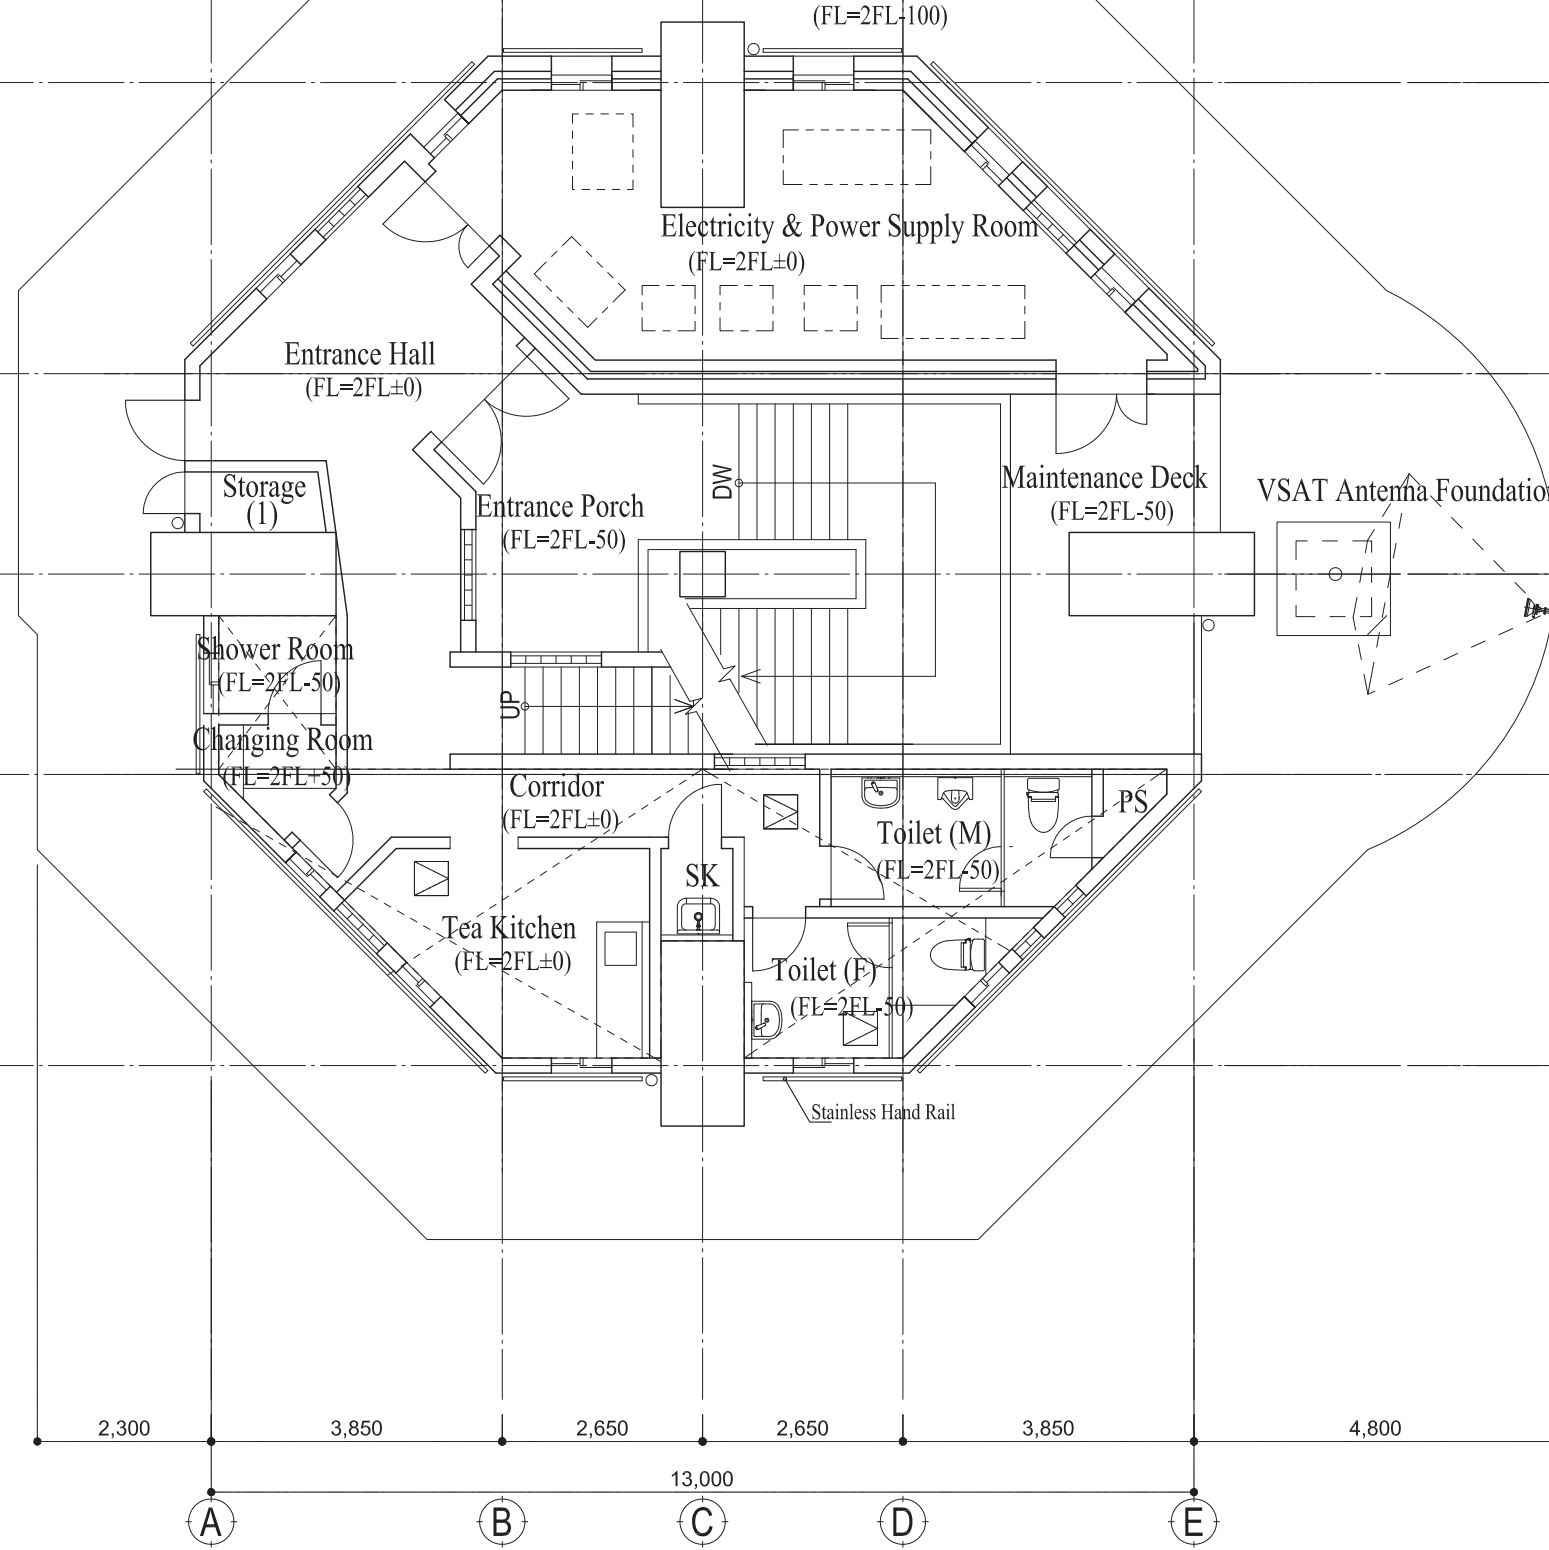 (FL=2FL-100)
Electricity & Power Supply Room
(FL=2FL±0)
Entrance Hall
(FL=2FL±0)
Storage
(1)
Entrance Porch
(FL=2FL-50)
DW
Maintenance Deck
(FL=2FL-50)
VSAT Antenna Foundation
Shower Room
(FL=2FL-50)
UP
Changing Room
(FL=2FL+50)
Corridor
(FL=2FL±0)
PS
Toilet (M)
(FL=2FL-50)
SK
Tea Kitchen
(FL=2FL±0)
Toilet (F)
(FL=2FL-50)
Stainless Hand Rail
2,300
3,850
2,650
2,650
3,850
4,800
13,000
A
B
C
D
E